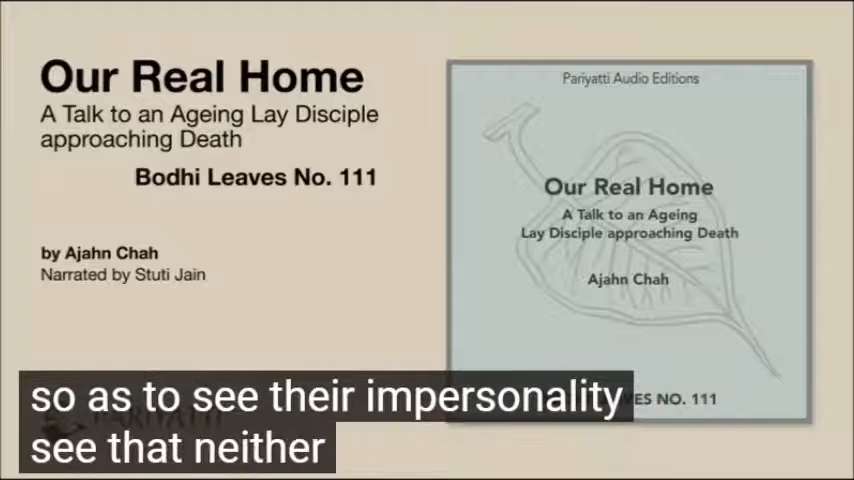 Our Real Home
A Talk to an Ageing Lay Disciple
approaching Death
Bodhi Leaves No. 111
by Ajahn Chah
Narrated by Stuti Jain
Pariyatti Audio Editions
Our Real Home
A Talk to an Ageing
Lay Disciple approaching Death
Ajahn Chah
VES NO. 111
so as to see their impersonality
see that neither